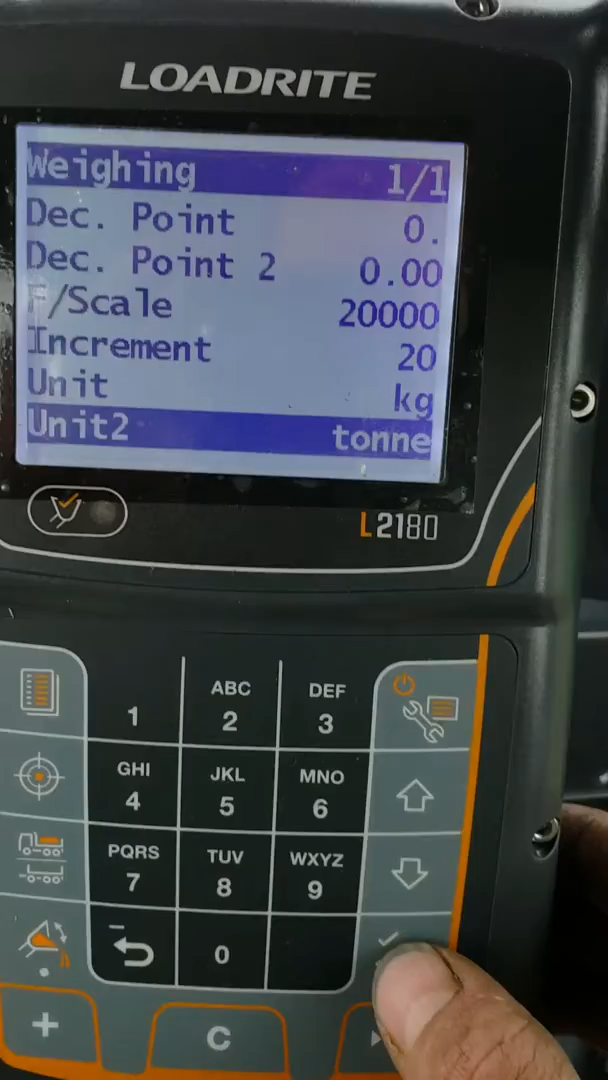 LOADRITE
Weighing 1/1
Dec. Point 0.
Dec. Point 2 0.00
F/Scale 20000
Increment 20
Unit kg
Unit2 tonne
L2180
1
ABC
2
DEF
3
GHI
4
JKL
5
MNO
6
PQRS
7
TUV
8
WXYZ
9
0
+
C